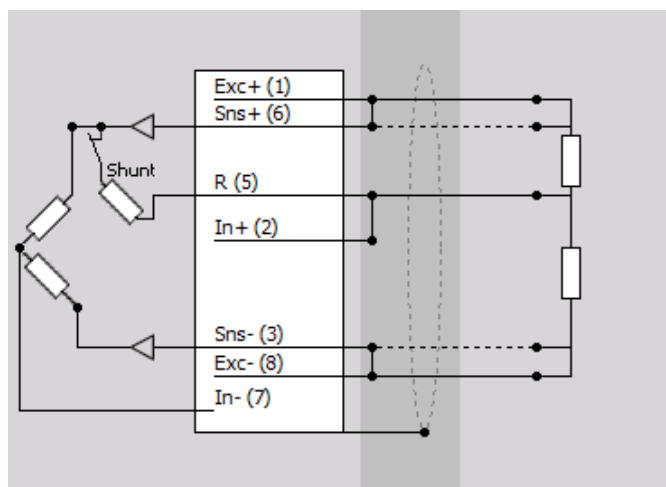 Exc+ (1)
Sns+ (6)
Shunt
R (5)
In+ (2)
Sns- (3)
Exc- (8)
In- (7)